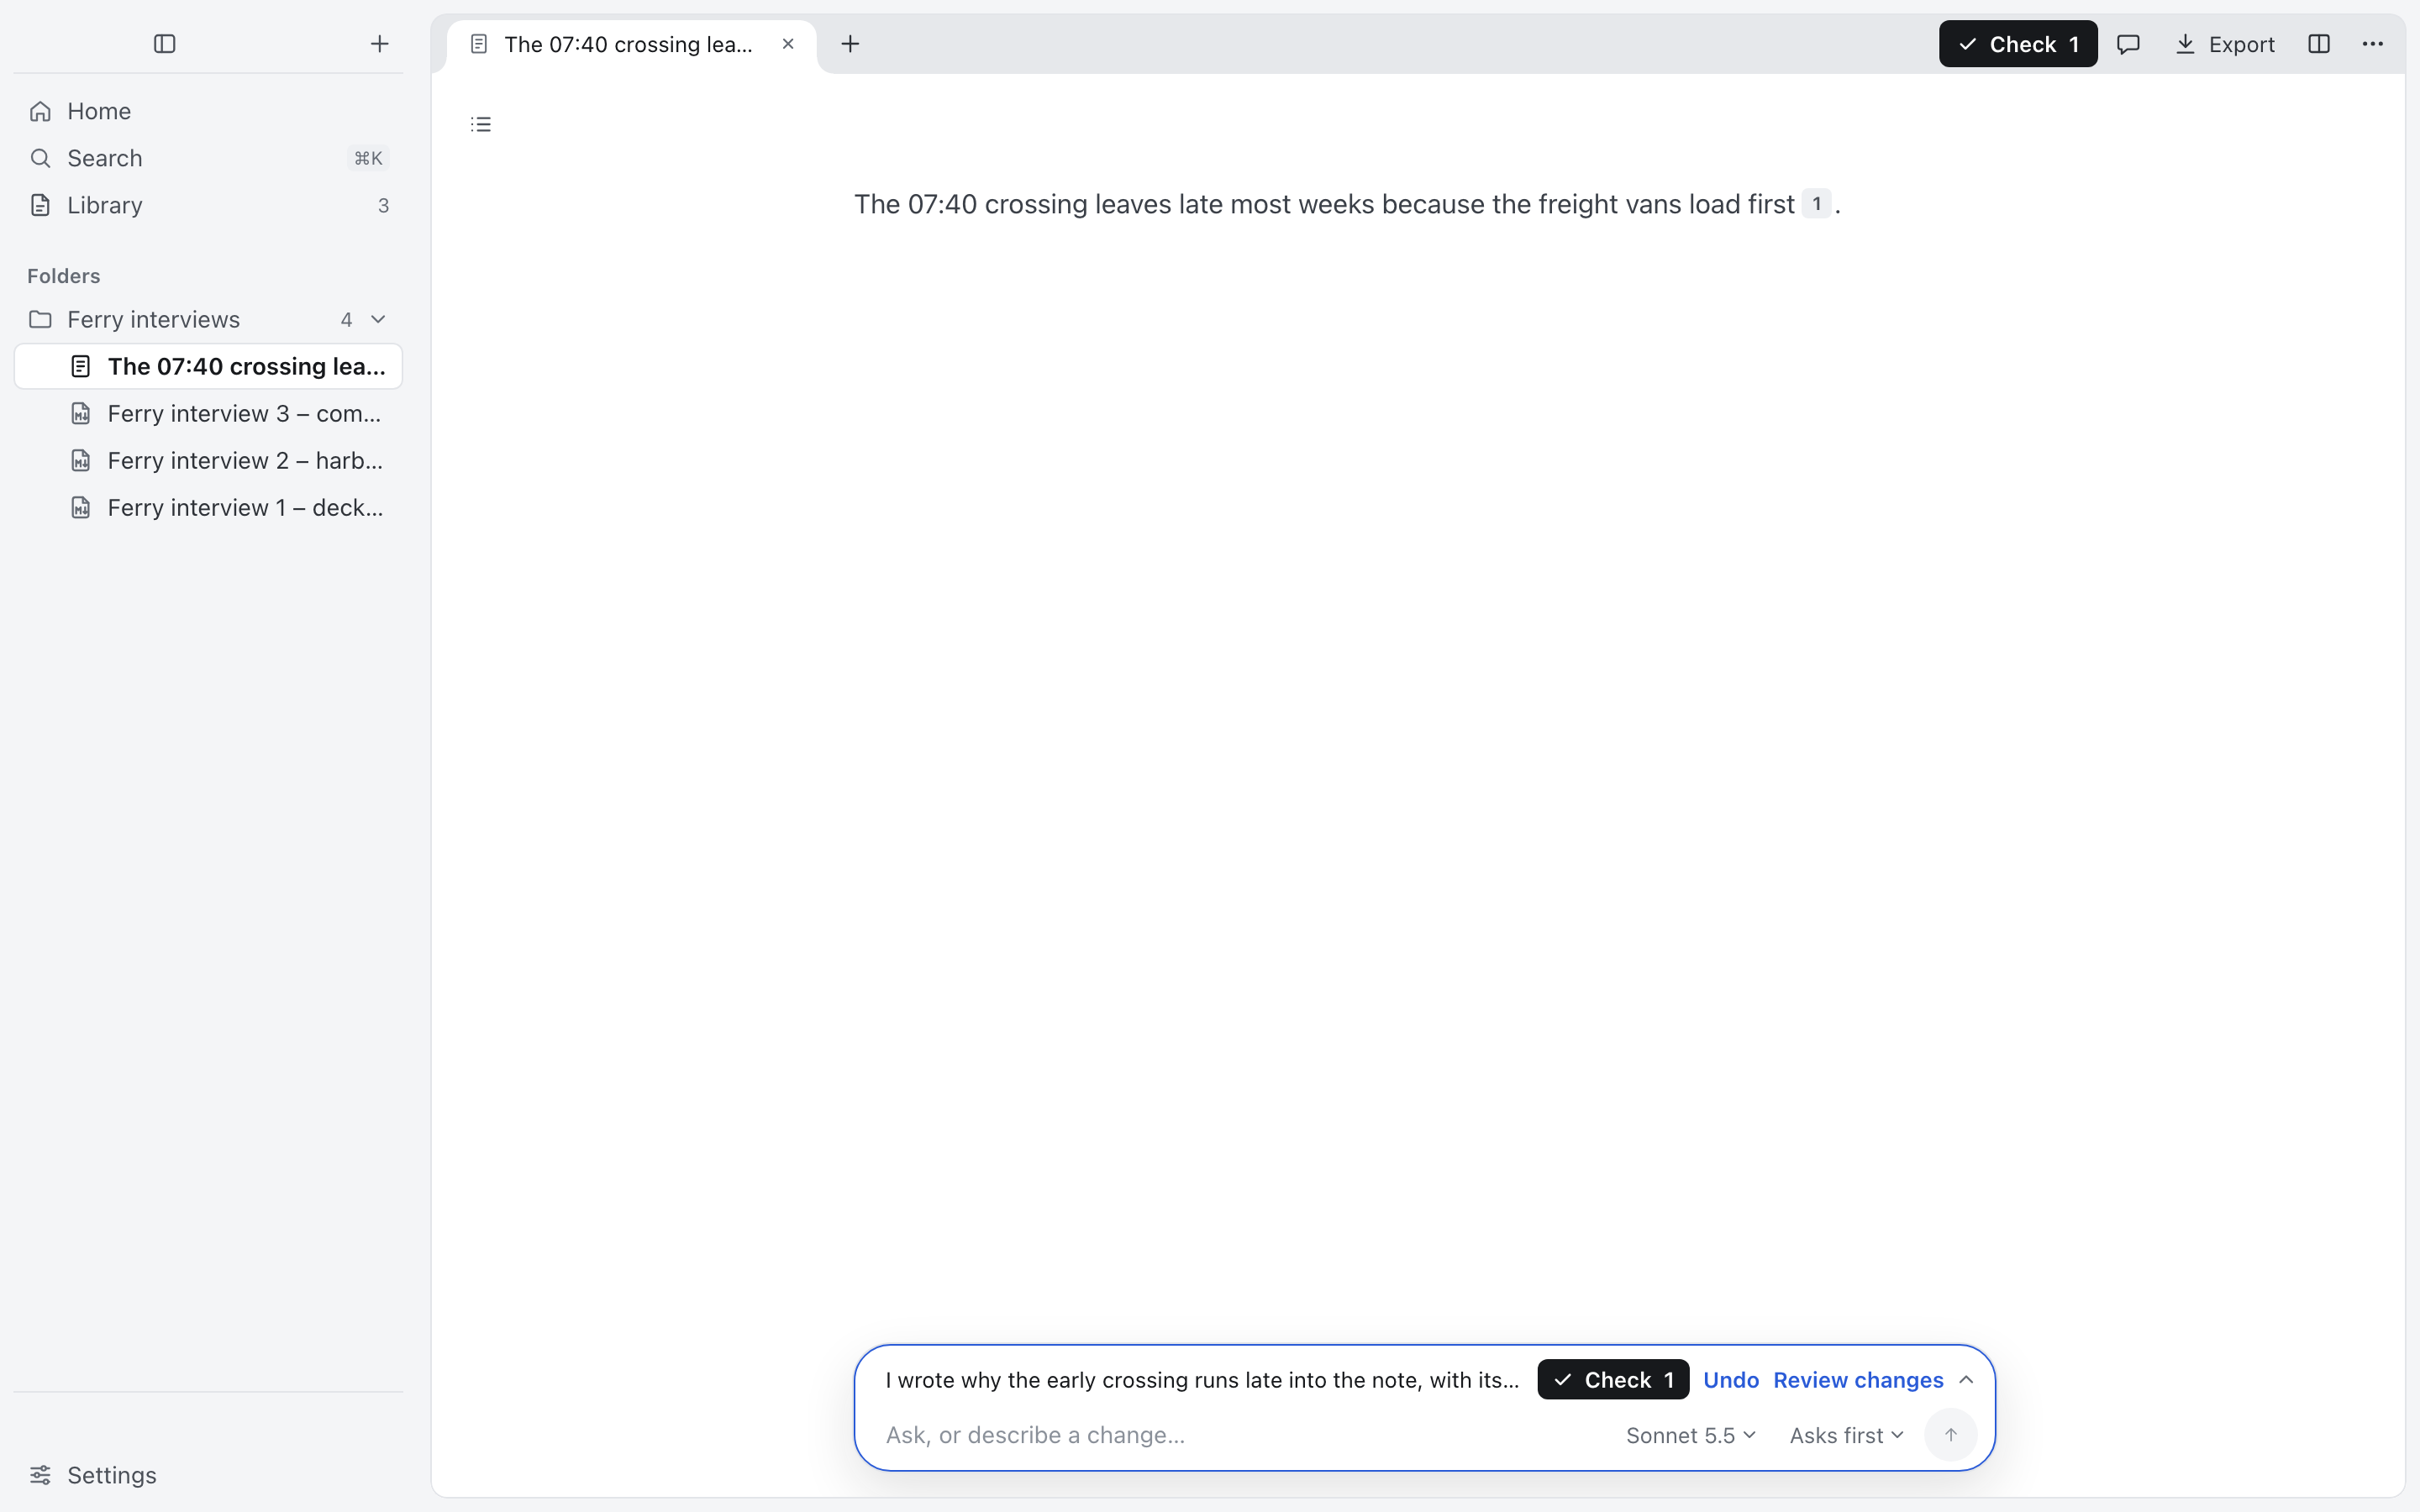 The 07:40 crossing lea...
Check 1
Export
Home
Search ⌘K
Library 3
Folders
Ferry interviews 4
The 07:40 crossing lea...
Ferry interview 3 – com...
Ferry interview 2 – harb...
Ferry interview 1 – deck...
Settings
The 07:40 crossing leaves late most weeks because the freight vans load first 1.
I wrote why the early crossing runs late into the note, with its... Check 1 Undo Review changes
Ask, or describe a change... Sonnet 5.5 Asks first